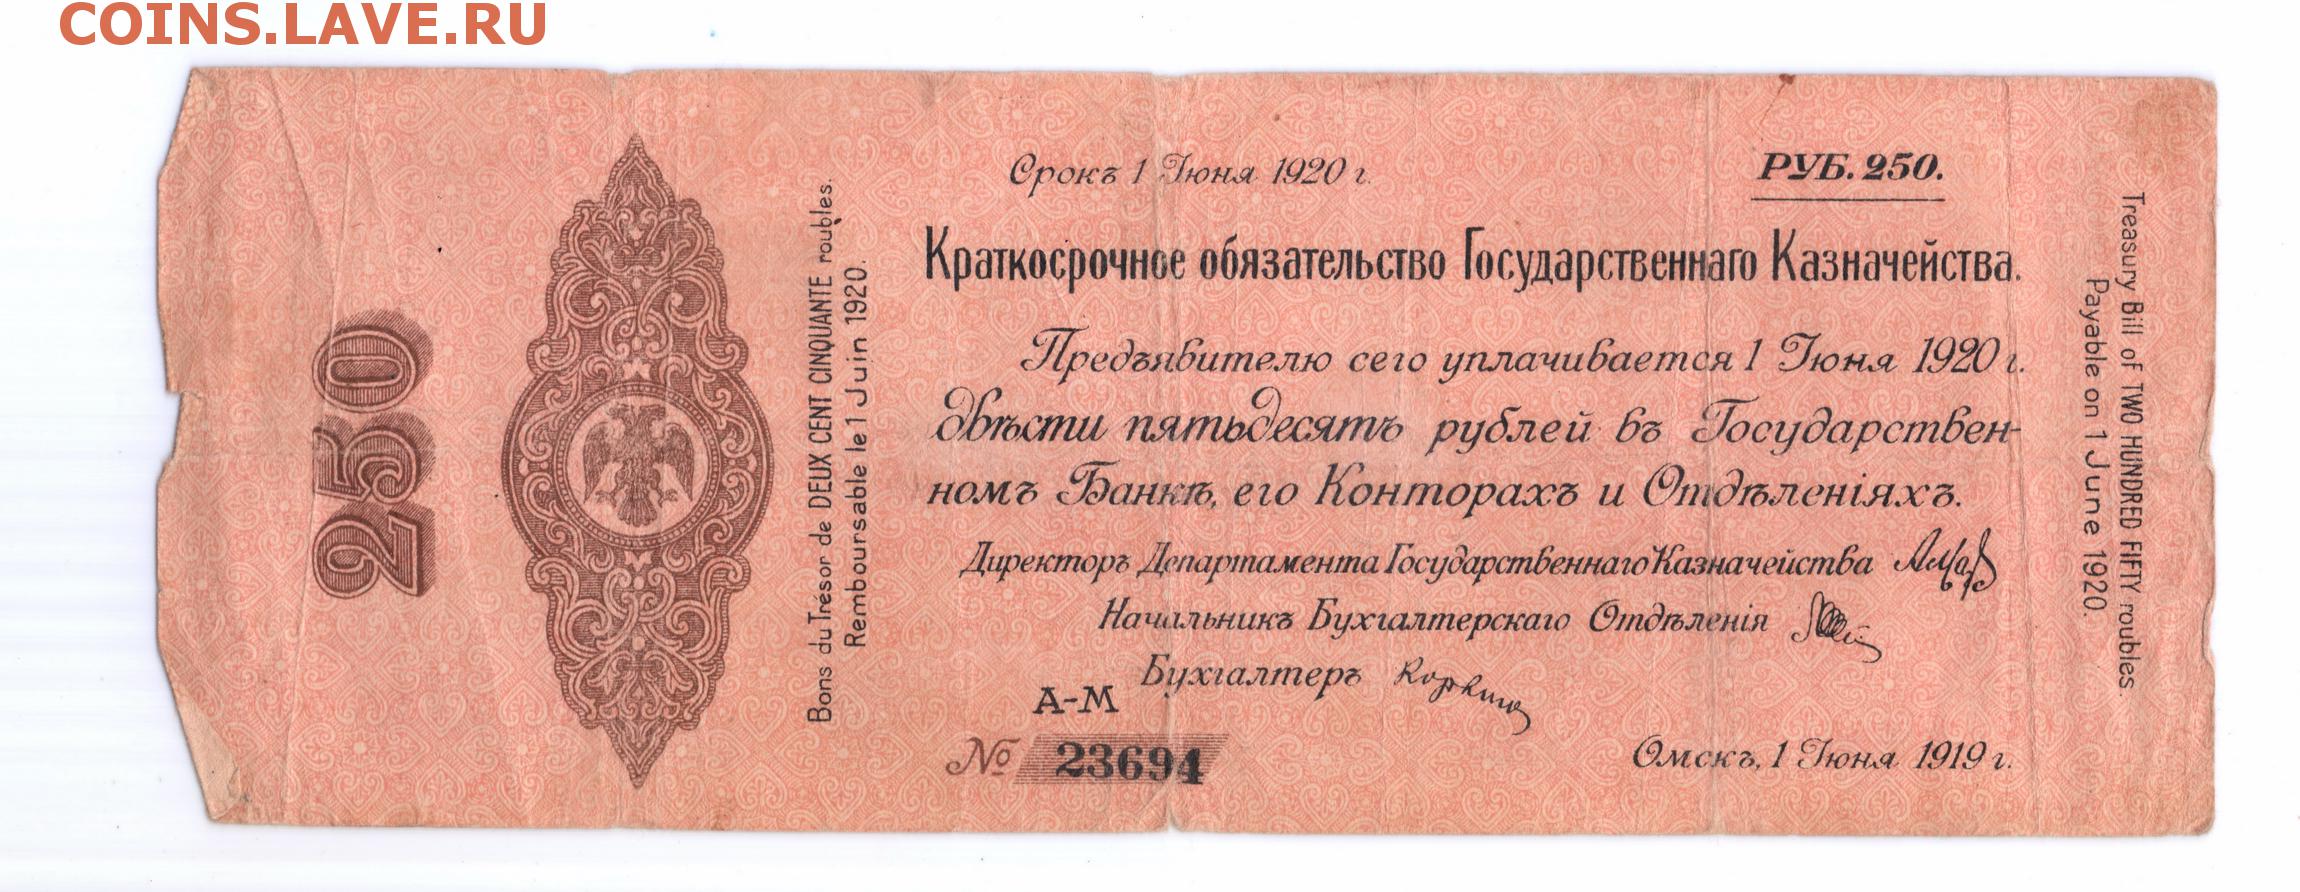 COINS.LAVE.RU
250
Bons du Trésor de DEUX CENT CINQUANTE roubles.
Remboursable le 1 Juin 1920.
Срокъ 1 Іюня 1920 г.
РУБ. 250.
Краткосрочное обязательство Государственнаго Казначейства.
Предъявителю сего уплачивается 1 Іюня 1920 г.
двѣсти пятьдесятъ рублей въ Государствен-
номъ Банкѣ, его Конторахъ и Отдѣленіяхъ.
Директоръ Департамента Государственнаго Казначейства
Начальникъ Бухгалтерскаго Отдѣленія
Бухгалтеръ
А-М
№ 23694
Омскъ, 1 Іюня 1919 г.
Treasury Bill of TWO HUNDRED FIFTY roubles.
Payable on 1 June 1920.